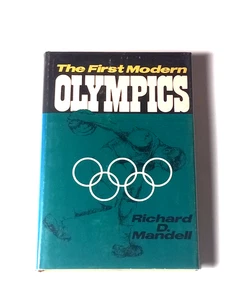 The First Modern
OLYMPICS
Richard
D.
Mandell